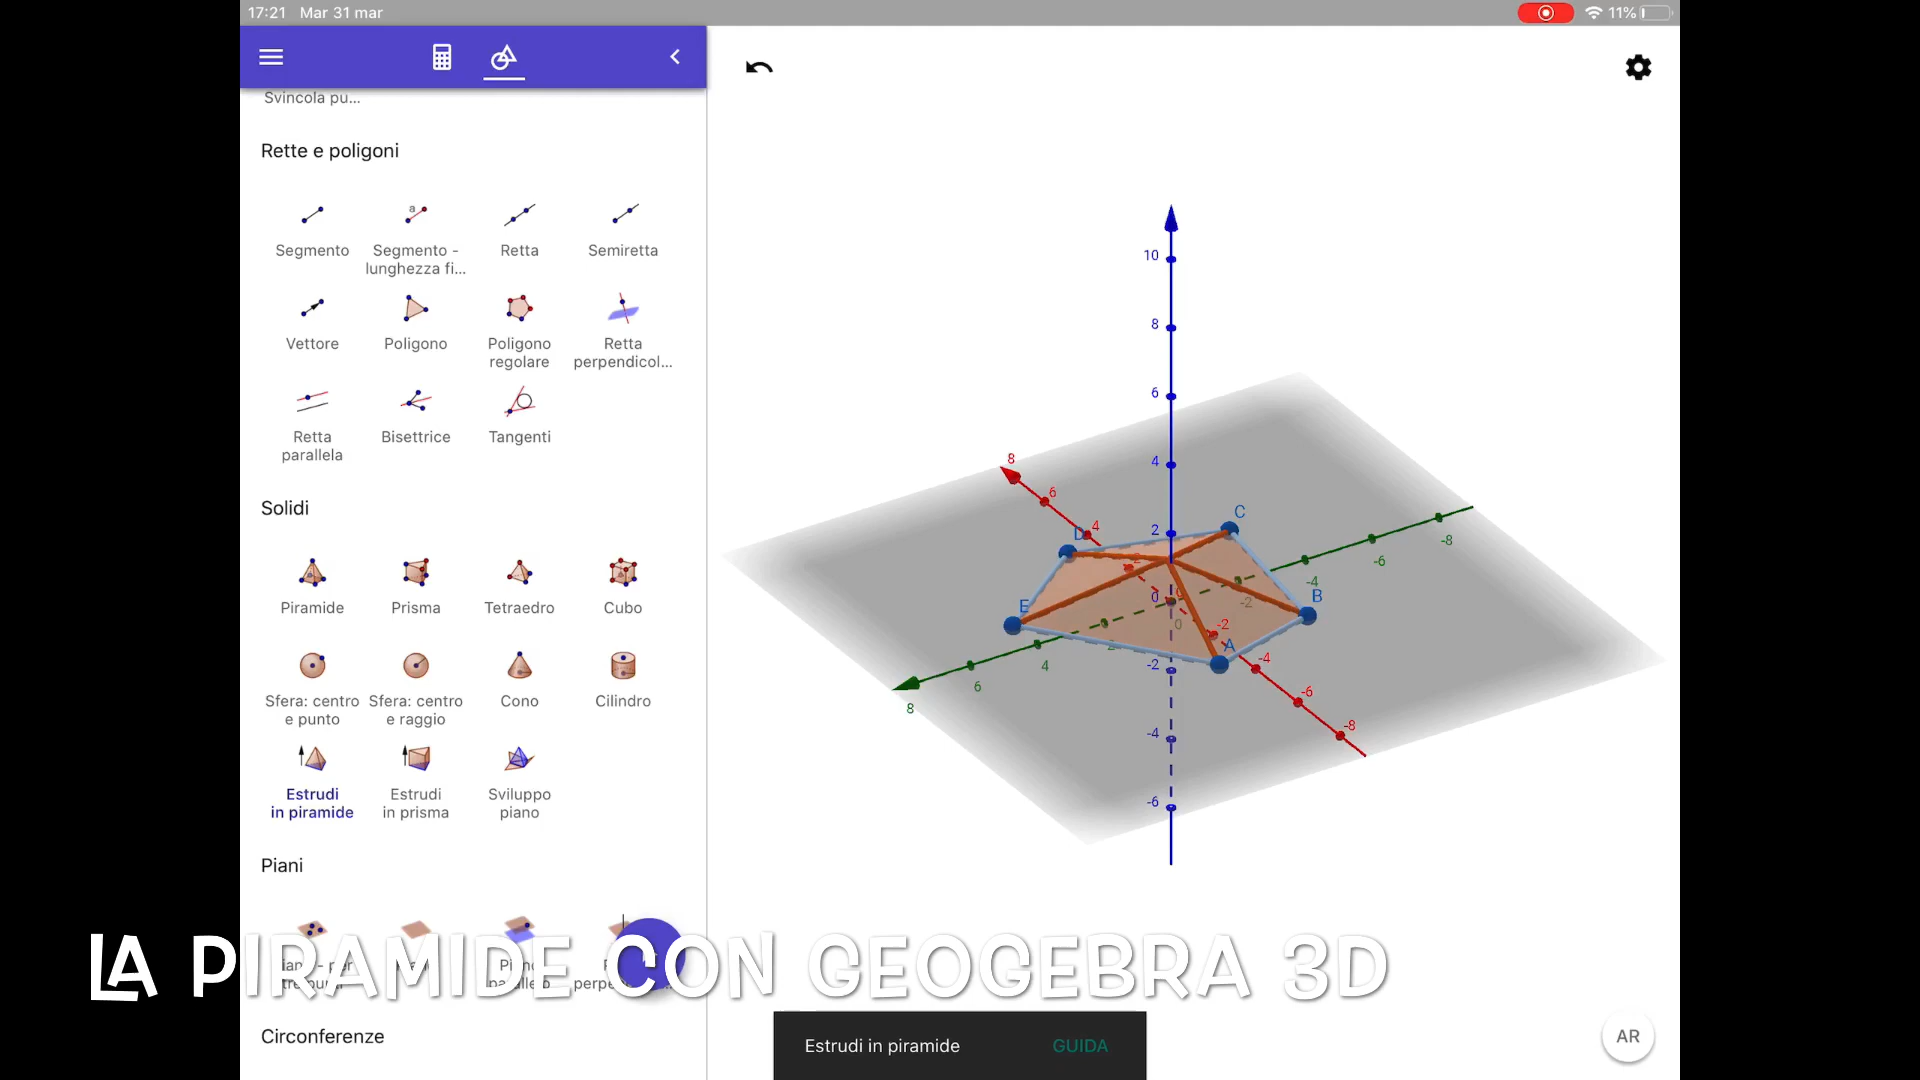 17:21 Mar 31 mar
11%
Svincola pu...
Rette e poligoni
Segmento
Segmento -
lunghezza fi...
Retta
Semiretta
Vettore
Poligono
Poligono
regolare
Retta
perpendicol...
Retta
parallela
Bisettrice
Tangenti
Solidi
Piramide
Prisma
Tetraedro
Cubo
Sfera: centro
e punto
Sfera: centro
e raggio
Cono
Cilindro
Estrudi
in piramide
Estrudi
in prisma
Sviluppo
piano
Piani
LA PIRAMIDE CON GEOGEBRA 3D
Circonferenze
10
8
6
4
2
0
-2
-4
-6
8
6
4
2
0
-2
-4
-6
-8
8
6
4
2
0
-2
-4
-6
-8
A
B
C
D
E
Estrudi in piramide
GUIDA
AR